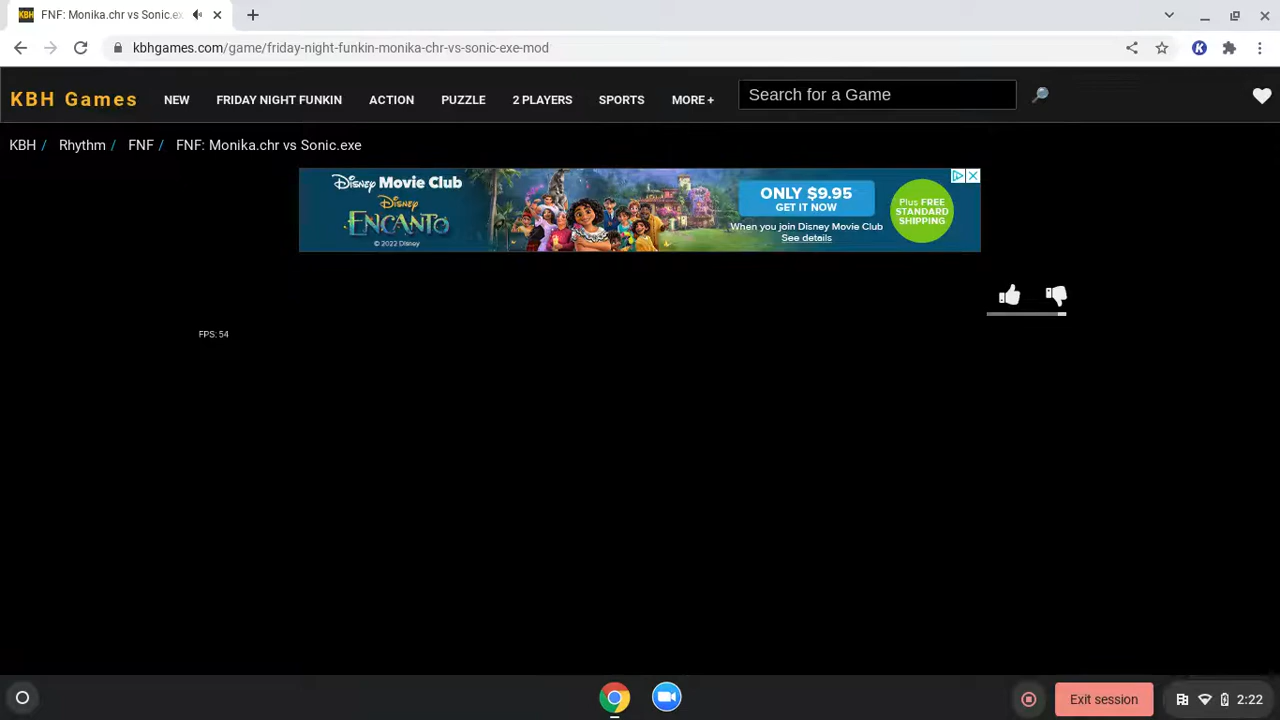 FNF: Monika.chr vs Sonic.ex
kbhgames.com/game/friday-night-funkin-monika-chr-vs-sonic-exe-mod
K
KBH Games
NEW
FRIDAY NIGHT FUNKIN
ACTION
PUZZLE
2 PLAYERS
SPORTS
MORE +
Search for a Game
KBH / Rhythm / FNF / FNF: Monika.chr vs Sonic.exe
Disney Movie Club
Disney
ENCANTO
© 2022 Disney
ONLY $9.95
GET IT NOW
When you join Disney Movie Club
See details
Plus FREE
STANDARD
SHIPPING
FPS: 54
Exit session
2:22